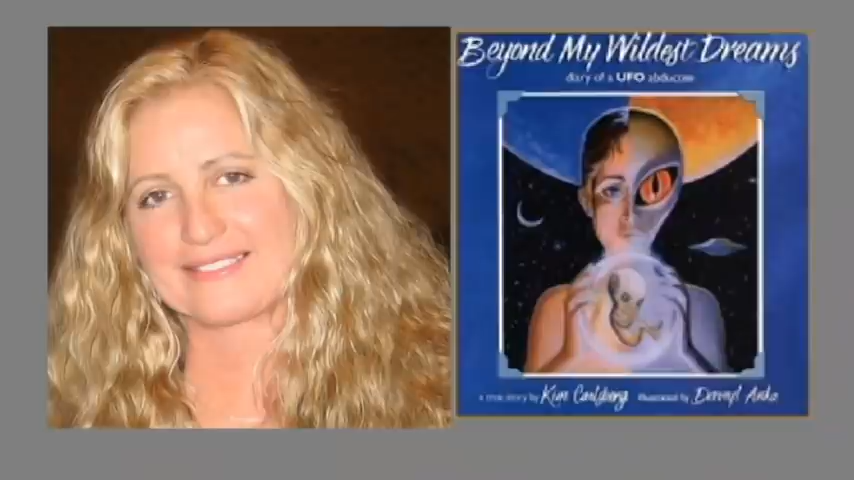 Beyond My Wildest Dreams
diary of a UFO abductee
a true story by Kim Carlsberg illustrated by Darryl Anka